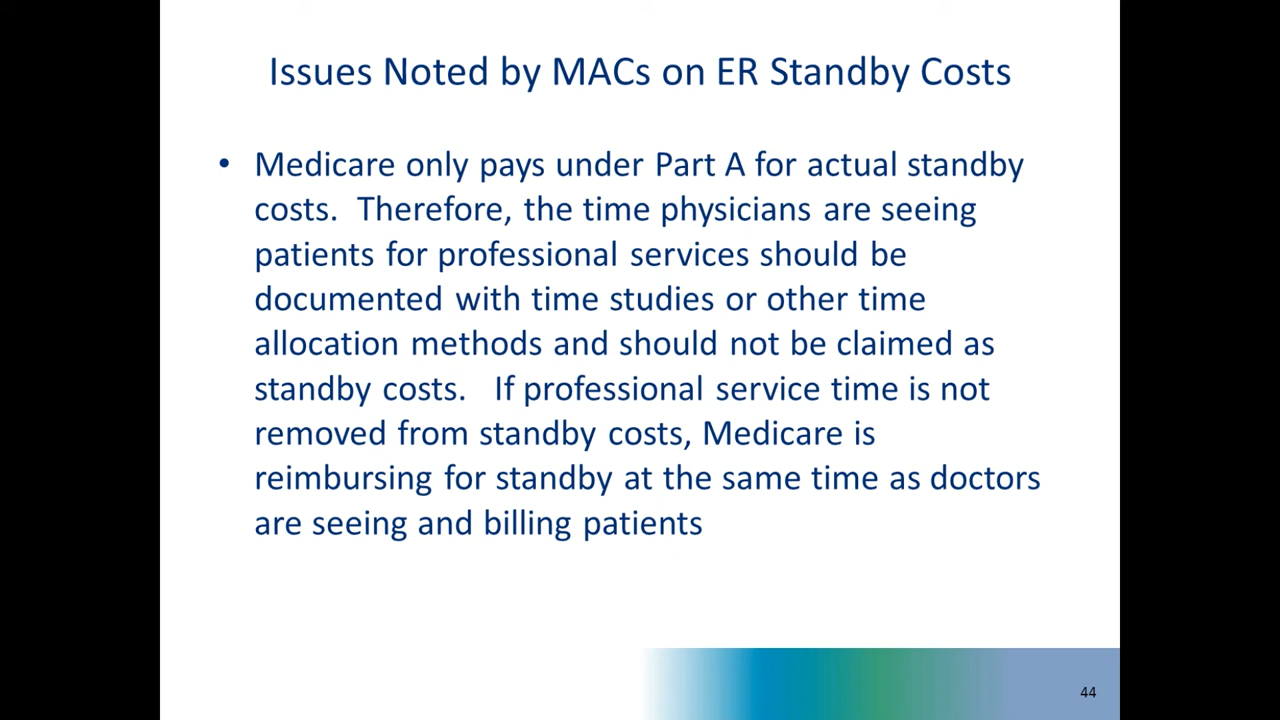 Issues Noted by MACs on ER Standby Costs
• Medicare only pays under Part A for actual standby
costs.  Therefore, the time physicians are seeing
patients for professional services should be
documented with time studies or other time
allocation methods and should not be claimed as
standby costs.   If professional service time is not
removed from standby costs, Medicare is
reimbursing for standby at the same time as doctors
are seeing and billing patients
44